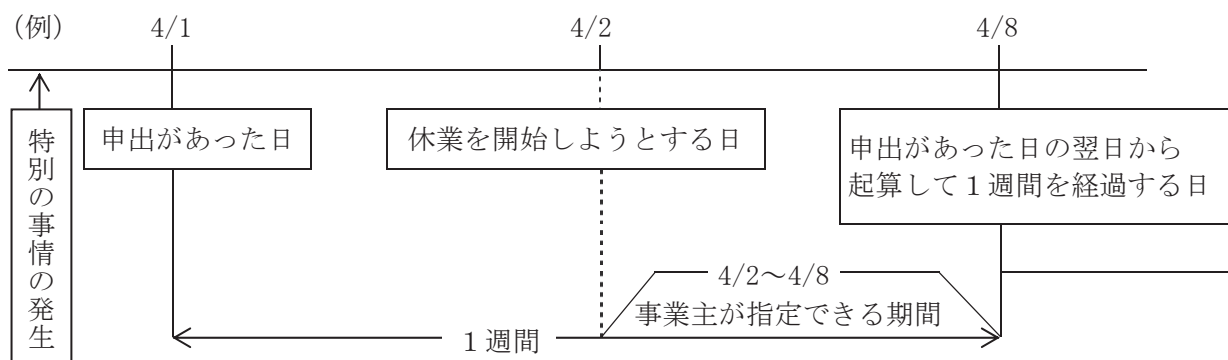 (例)
4/1
4/2
4/8
特別の事情の発生
申出があった日
休業を開始しようとする日
申出があった日の翌日から
起算して１週間を経過する日
4/2～4/8
事業主が指定できる期間
１週間